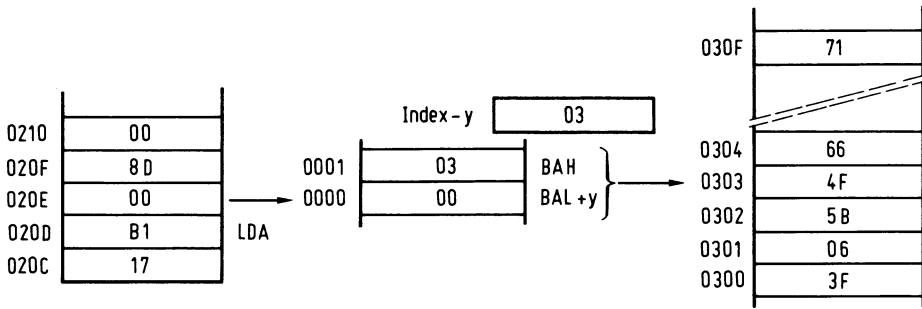 0210 00
020F 8D
020E 00
020D B1 LDA
020C 17
Index-y 03
0001 03 BAH
0000 00 BAL +y
030F 71
0304 66
0303 4F
0302 5B
0301 06
0300 3F